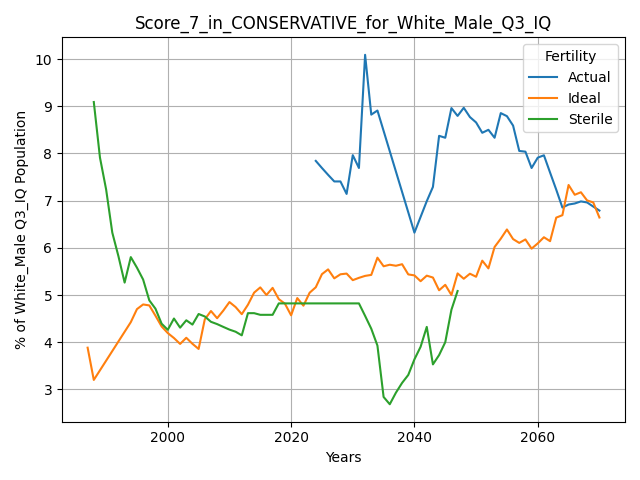 Score_7_in_CONSERVATIVE_for_White_Male_Q3_IQ
% of White_Male Q3_IQ Population
10
9
8
7
6
5
4
3
Fertility
Actual
Ideal
Sterile
2000
2020
2040
2060
Years